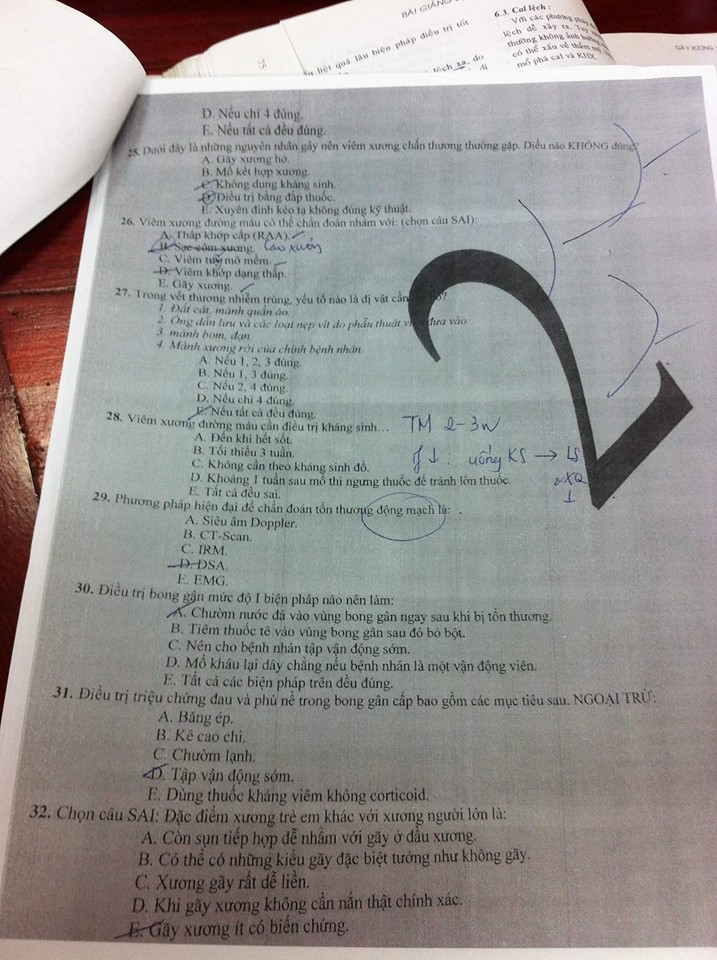 BÀI GIẢNG
6.3. Cal lệch :
Với các phương pháp
lệch dễ xảy ra. Tuy
thường không ảnh hưởng
có thể xấu về thẩm mỹ
mổ phá cal và KHX.
liệt quá lâu biện pháp điều trị tốt
lệch xa, do
GÃY XƯƠNG
D. Nếu chỉ 4 đúng.
E. Nếu tất cả đều đúng.
25. Dưới đây là những nguyên nhân gây nên viêm xương chấn thương thường gặp. Điều nào KHÔNG đúng?
A. Gãy xương hở.
B. Mổ kết hợp xương.
C. Không dùng kháng sinh.
D. Điều trị bằng đắp thuốc.
E. Xuyên đinh kéo tạ không đúng kỹ thuật.
26. Viêm xương đường máu có thể chẩn đoán nhầm với: (chọn câu SAI):
A. Thấp khớp cấp (RAA).
B. Sạc côm xương. Lao xương
C. Viêm tuỷ mô mềm.
D. Viêm khớp dạng thấp.
E. Gãy xương.
27. Trong vết thương nhiễm trùng, yếu tố nào là dị vật cần
1. Đất cát, mảnh quần áo.
2. Ống dẫn lưu và các loại nẹp vít do phẫu thuật viên đưa vào.
3. mảnh bom, đạn.
4. Mảnh xương rời của chính bệnh nhân.
A. Nếu 1, 2, 3 đúng.
B. Nếu 1, 3 đúng.
C. Nếu 2, 4 đúng.
D. Nếu chỉ 4 đúng.
E. Nếu tất cả đều đúng.
28. Viêm xương đường máu cần điều trị kháng sinh… TM 2-3w
A. Đến khi hết sốt.
B. Tối thiểu 3 tuần. ↓ : uống KS → LS
C. Không cần theo kháng sinh đồ. XQ
D. Khoảng 1 tuần sau mổ thì ngưng thuốc để tránh lờn thuốc. ↓
E. Tất cả đều sai.
29. Phương pháp hiện đại để chẩn đoán tổn thương động mạch là: .
A. Siêu âm Doppler.
B. CT-Scan.
C. IRM.
D. DSA.
E. EMG.
30. Điều trị bong gân mức độ I biện pháp nào nên làm:
A. Chườm nước đá vào vùng bong gân ngay sau khi bị tổn thương.
B. Tiêm thuốc tê vào vùng bong gân sau đó bó bột.
C. Nên cho bệnh nhân tập vận động sớm.
D. Mổ khâu lại dây chằng nếu bệnh nhân là một vận động viên.
E. Tất cả các biện pháp trên đều đúng.
31. Điều trị triệu chứng đau và phù nề trong bong gân cấp bao gồm các mục tiêu sau. NGOẠI TRỪ:
A. Băng ép.
B. Kê cao chi.
C. Chườm lạnh.
D. Tập vận động sớm.
E. Dùng thuốc kháng viêm không corticoid.
32. Chọn câu SAI: Đặc điểm xương trẻ em khác với xương người lớn là:
A. Còn sụn tiếp hợp dễ nhầm với gãy ở đầu xương.
B. Có thể có những kiểu gãy đặc biệt tưởng như không gãy.
C. Xương gãy rất dễ liền.
D. Khi gãy xương không cần nắn thật chính xác.
E. Gãy xương ít có biến chứng.
2